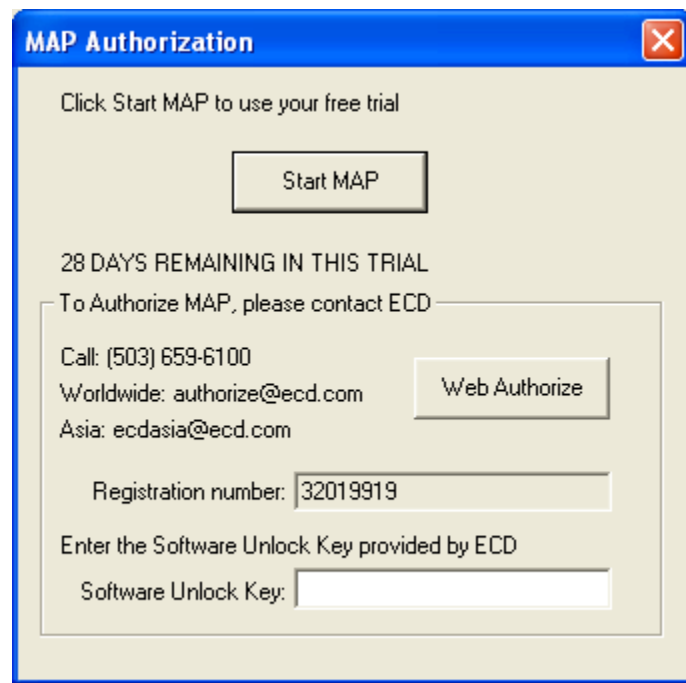 MAP Authorization
Click Start MAP to use your free trial
Start MAP
28 DAYS REMAINING IN THIS TRIAL
To Authorize MAP, please contact ECD
Call: (503) 659-6100
Worldwide: authorize@ecd.com
Asia: ecdasia@ecd.com
Web Authorize
Registration number: 32019919
Enter the Software Unlock Key provided by ECD
Software Unlock Key: